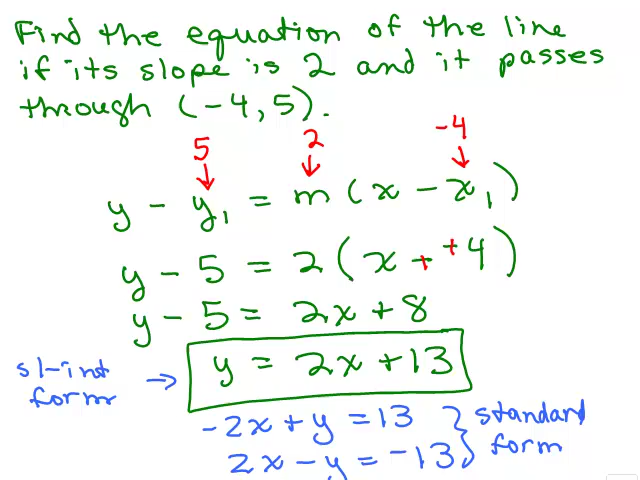 Find the equation of the line
if its slope is 2 and it passes
through (-4, 5).
5 2 -4
y - y₁ = m (x - x₁)
y - 5 = 2 (x + +4)
y - 5 = 2x + 8
sl-int form → y = 2x + 13
-2x + y = 13
2x - y = -13
standard form